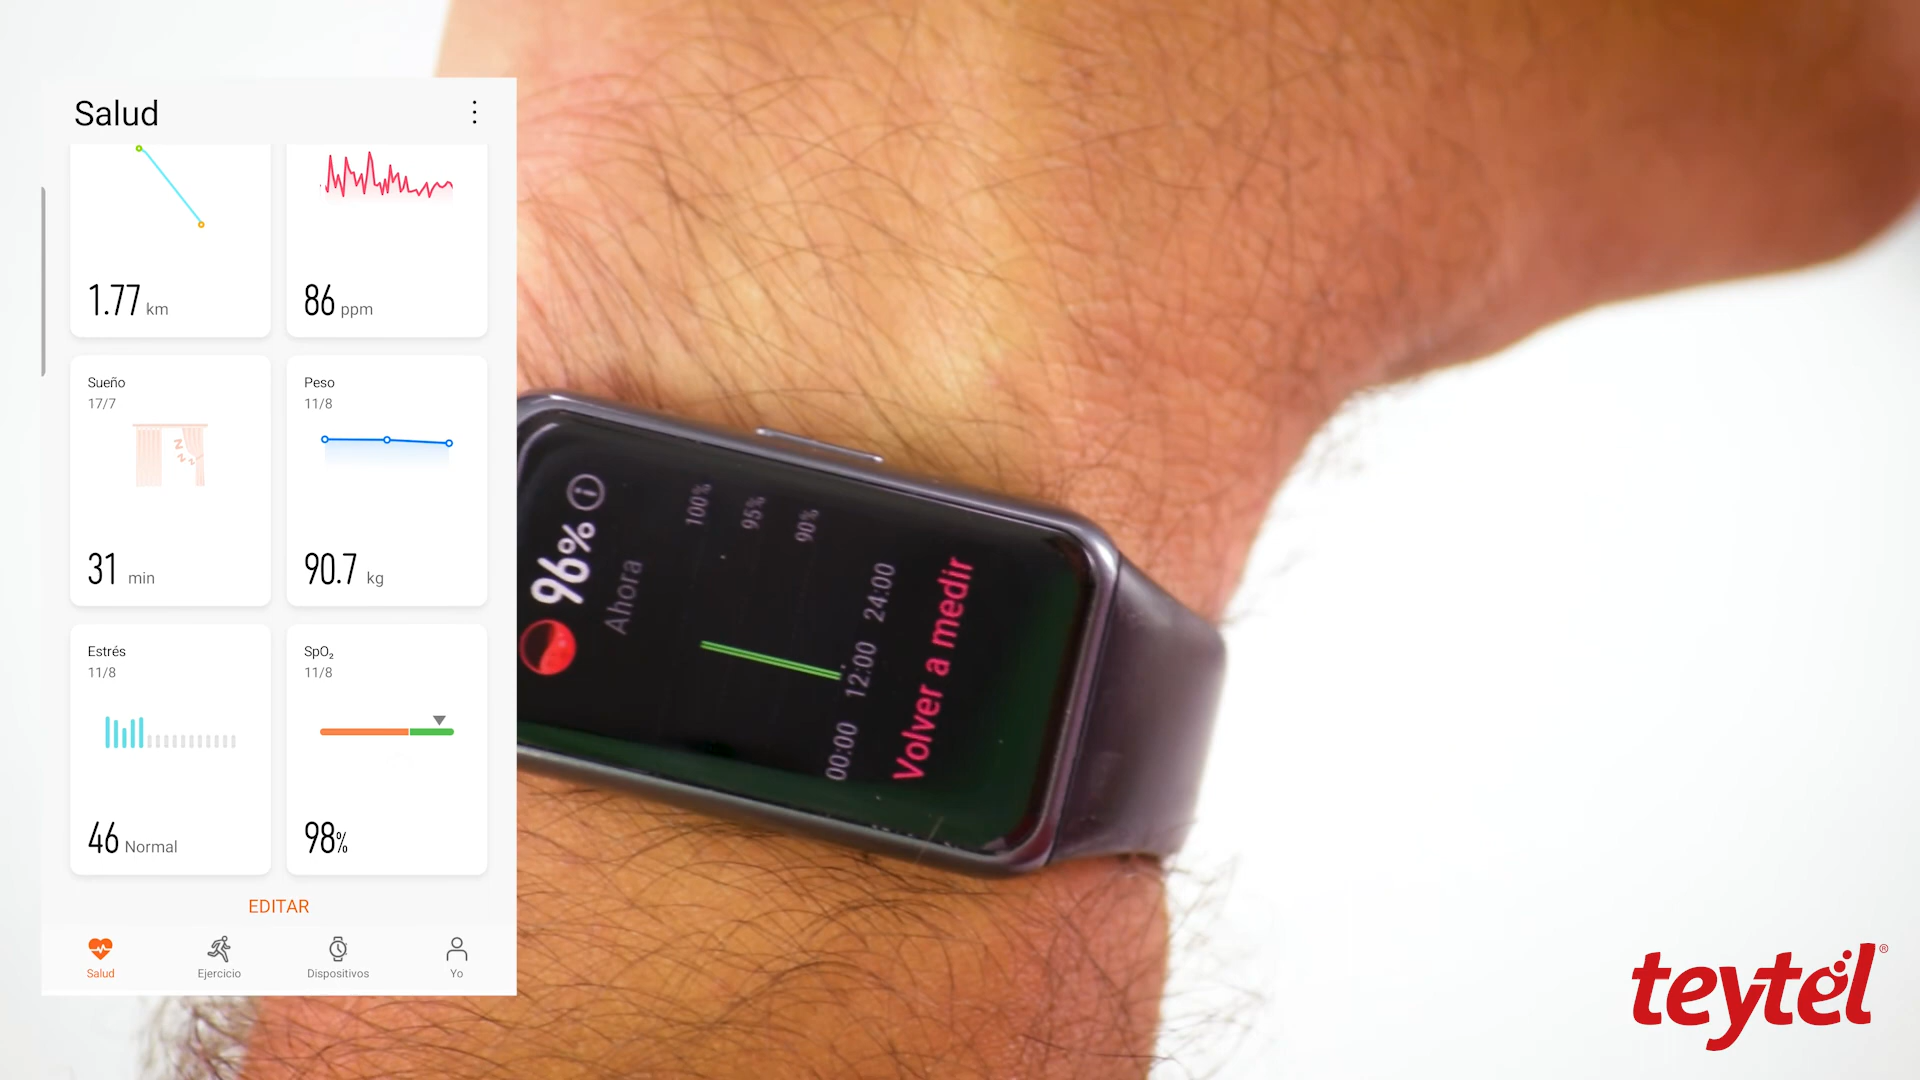 Salud
1.77 km
86 ppm
Sueño
17/7
31 min
Peso
11/8
90.7 kg
Estrés
11/8
46 Normal
SpO₂
11/8
98%
EDITAR
Salud
Ejercicio
Dispositivos
Yo
96%
Ahora
100%
95%
90%
00:00 12:00 24:00
Volver a medir
teytel®